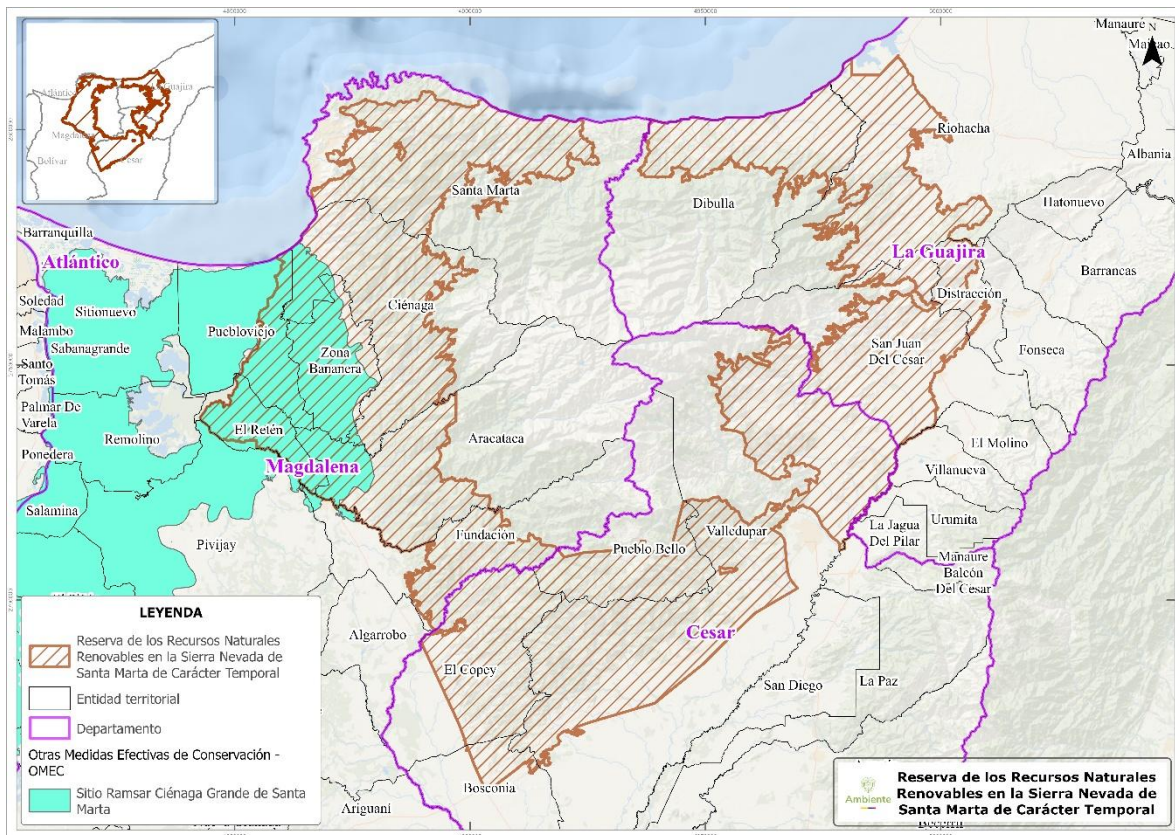 Atlántico
La Guajira
Magdalena
Bolívar
Cesar
Manaure
N
Riohacha
Albania
Santa Marta
Dibulla
Hatonuevo
Barranquilla
Atlántico
La Guajira
Barrancas
Soledad
Sitionuevo
Ciénaga
Distracción
Malambo
Puebloviejo
San Juan
Del Cesar
Sabanagrande
Zona
Bananera
Fonseca
Santo
Tomás
Palmar De
Varela
Remolino
El Retén
Aracataca
El Molino
Ponedera
Magdalena
Villanueva
Salamina
Pivijay
Fundación
Valledupar
La Jagua
Del Pilar
Urumita
Pueblo Bello
Manaure
Balcón
Del Cesar
Algarrobo
Cesar
El Copey
San Diego
La Paz
Bosconia
Ariguaní
Becerril
LEYENDA
Reserva de los Recursos Naturales
Renovables en la Sierra Nevada de
Santa Marta de Carácter Temporal
Entidad territorial
Departamento
Otras Medidas Efectivas de Conservación -
OMEC
Sitio Ramsar Ciénaga Grande de Santa
Marta
Ambiente
Reserva de los Recursos Naturales
Renovables en la Sierra Nevada de
Santa Marta de Carácter Temporal